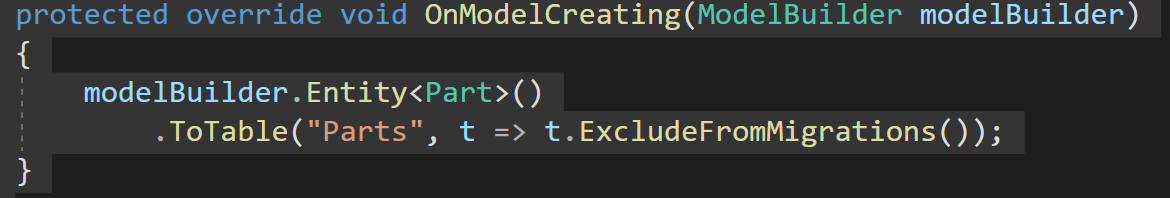 protected override void OnModelCreating(ModelBuilder modelBuilder)
{
    modelBuilder.Entity<Part>()
        .ToTable("Parts", t => t.ExcludeFromMigrations());
}